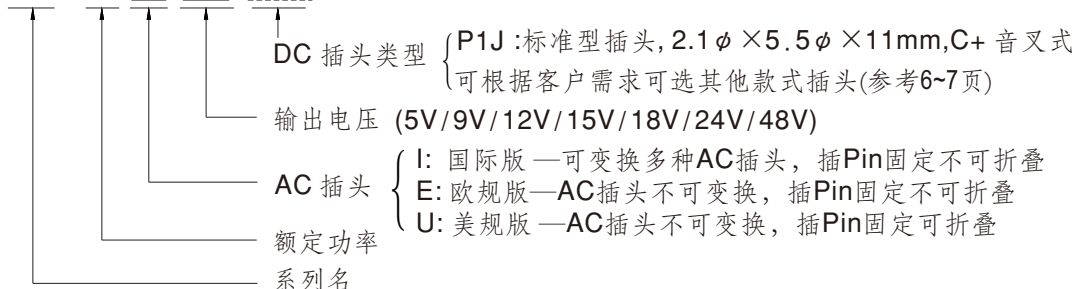 DC 插头类型
P1J :标准型插头, 2.1φ×5.5φ×11mm,C+ 音叉式
可根据客户需求可选其他款式插头(参考6~7页)
输出电压 (5V/9V/12V/15V/18V/24V/48V)
AC 插头
I: 国际版 —可变换多种AC插头，插Pin固定不可折叠
E: 欧规版—AC插头不可变换，插Pin固定不可折叠
U: 美规版 —AC插头不可变换，插Pin固定可折叠
额定功率
系列名